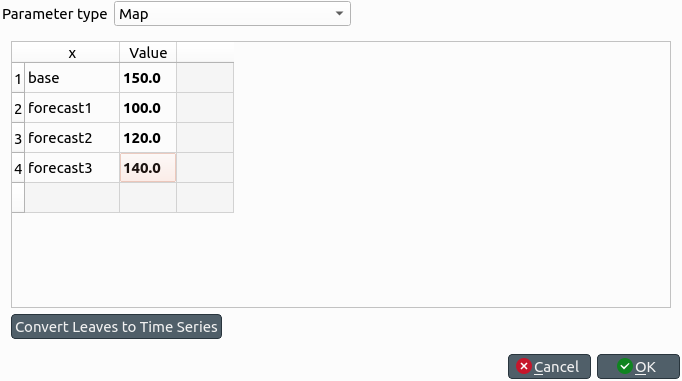 Parameter type Map
x Value
1 base 150.0
2 forecast1 100.0
3 forecast2 120.0
4 forecast3 140.0
Convert Leaves to Time Series
Cancel OK